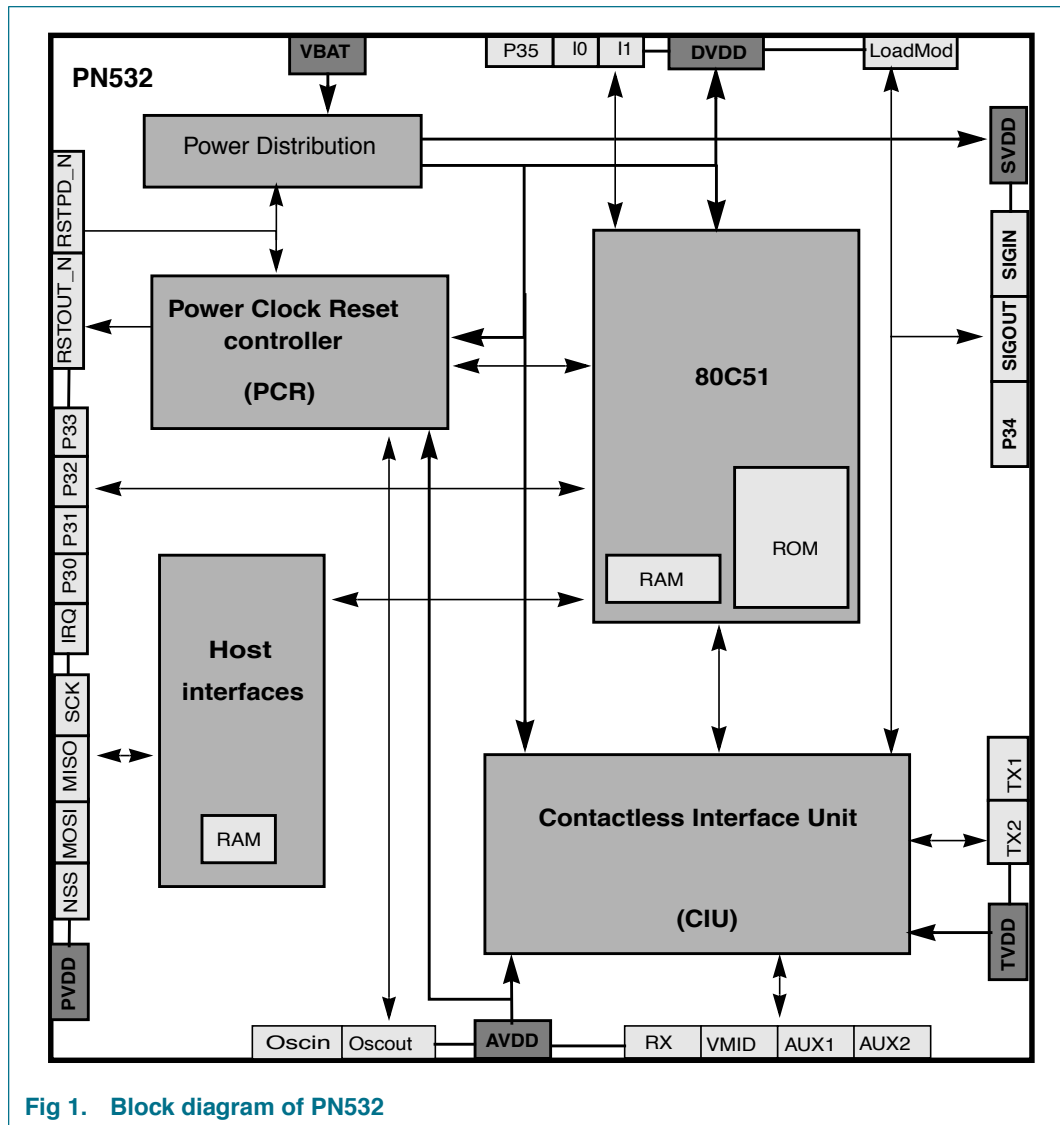 VBAT
P35 I0 I1
DVDD
LoadMod
PN532
Power Distribution
SVDD
RSTPD_N
RSTOUT_N
SIGIN
SIGOUT
P34
Power Clock Reset
controller
(PCR)
80C51
P33
P32
P31
P30
IRQ
ROM
RAM
Host
interfaces
SCK
MISO
MOSI
NSS
RAM
PVDD
Contactless Interface Unit
(CIU)
TX1
TX2
TVDD
Oscin Oscout
AVDD
RX VMID AUX1 AUX2
Fig 1. Block diagram of PN532